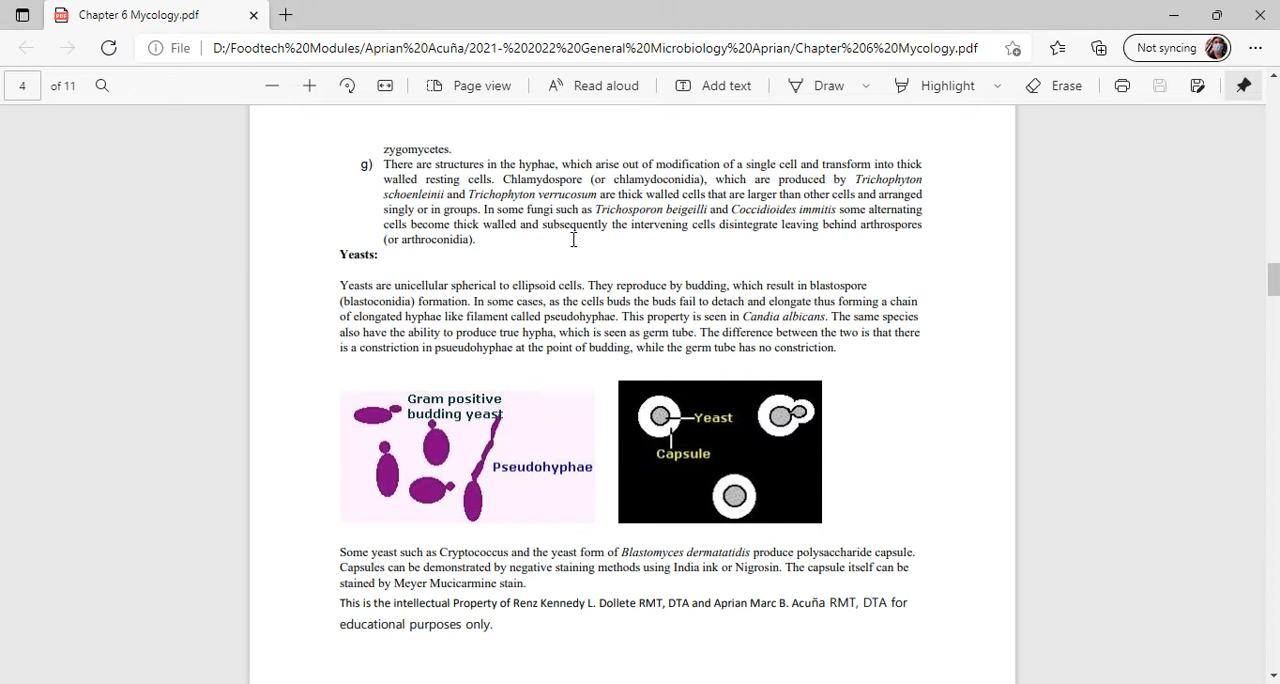 Chapter 6 Mycology.pdf
File D:/Foodtech%20Modules/Aprian%20Acuña/2021-%20%202022%20General%20Microbiology%20Aprian/Chapter%206%20Mycology.pdf Not syncing
4 of 11 Page view Read aloud Add text Draw Highlight Erase
zygomycetes.
g) There are structures in the hyphae, which arise out of modification of a single cell and transform into thick
walled resting cells. Chlamydospore (or chlamydoconidia), which are produced by Trichophyton
schoenleinii and Trichophyton verrucosum are thick walled cells that are larger than other cells and arranged
singly or in groups. In some fungi such as Trichosporon beigeilli and Coccidioides immitis some alternating
cells become thick walled and subsequently the intervening cells disintegrate leaving behind arthrospores
(or arthroconidia).
Yeasts:
Yeasts are unicellular spherical to ellipsoid cells. They reproduce by budding, which result in blastospore
(blastoconidia) formation. In some cases, as the cells buds the buds fail to detach and elongate thus forming a chain
of elongated hyphae like filament called pseudohyphae. This property is seen in Candia albicans. The same species
also have the ability to produce true hypha, which is seen as germ tube. The difference between the two is that there
is a constriction in psueudohyphae at the point of budding, while the germ tube has no constriction.
Gram positive
budding yeast
Pseudohyphae
Yeast
Capsule
Some yeast such as Cryptococcus and the yeast form of Blastomyces dermatatidis produce polysaccharide capsule.
Capsules can be demonstrated by negative staining methods using India ink or Nigrosin. The capsule itself can be
stained by Meyer Mucicarmine stain.
This is the intellectual Property of Renz Kennedy L. Dollete RMT, DTA and Aprian Marc B. Acuña RMT, DTA for
educational purposes only.